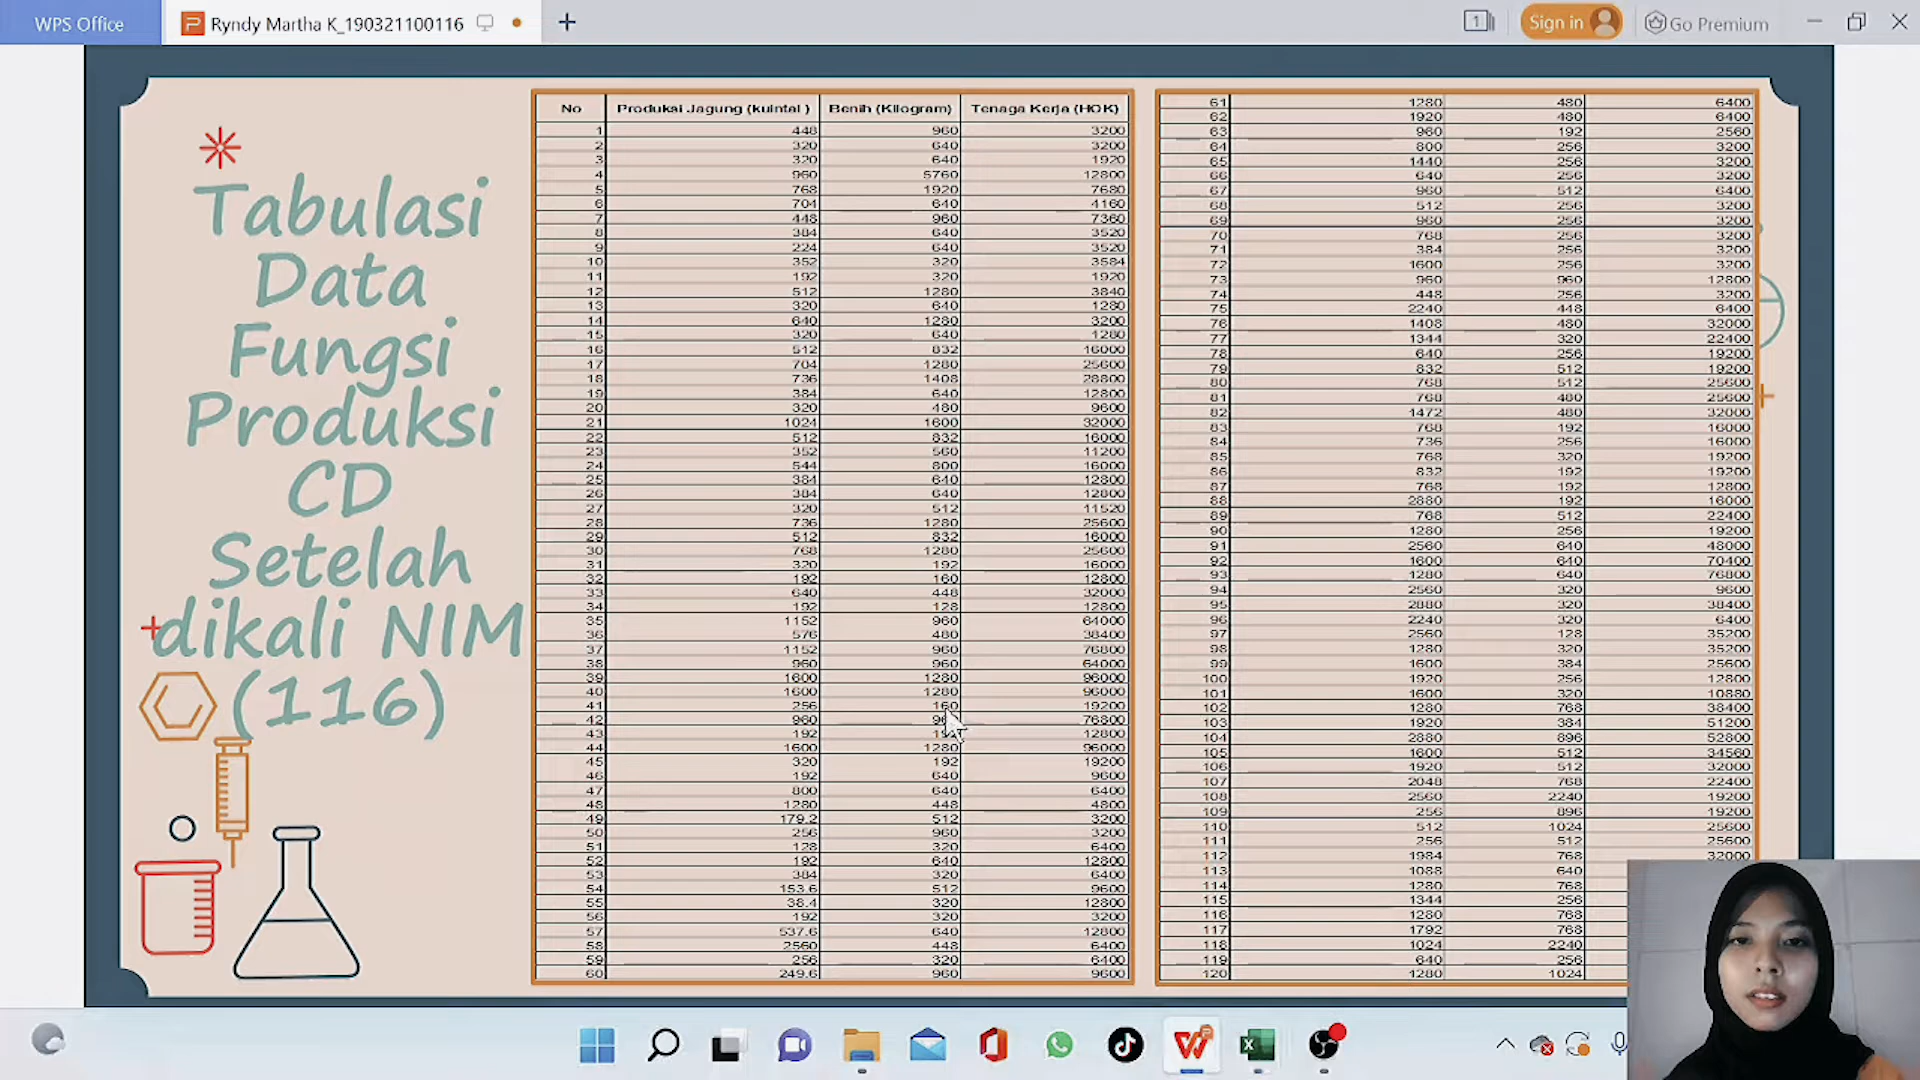 WPS Office
Ryndy Martha K_190321100116
1
Sign in
Go Premium
Tabulasi
Data
Fungsi
Produksi
CD
Setelah
dikali NIM
(116)
No Produksi Jagung (kuintal ) Benih (Kilogram) Tenaga Kerja (HOK)
1 448 960 3200
2 320 640 3200
3 320 640 1920
4 960 5760 12800
5 768 1920 7680
6 704 640 4160
7 448 960 7360
8 384 640 3520
9 224 640 3520
10 352 320 3584
11 192 320 1920
12 512 1280 3840
13 320 640 1280
14 640 1280 3200
15 320 640 1280
16 512 832 16000
17 704 1280 25600
18 736 1408 28800
19 384 640 12800
20 320 480 9600
21 1024 1600 32000
22 512 832 16000
23 352 560 11200
24 544 800 16000
25 384 640 12800
26 384 640 12800
27 320 512 11520
28 736 1280 25600
29 512 832 16000
30 768 1280 25600
31 320 192 16000
32 192 160 12800
33 640 448 32000
34 192 128 12800
35 1152 960 64000
36 576 480 38400
37 1152 960 76800
38 960 960 64000
39 1600 1280 96000
40 1600 1280 96000
41 256 160 19200
42 960 76800
43 192 12800
44 1600 1280 96000
45 320 192 19200
46 192 640 9600
47 800 640 6400
48 1280 448 4800
49 179.2 512 3200
50 256 960 3200
51 128 320 6400
52 192 640 12800
53 384 320 6400
54 153.6 512 9600
55 38.4 320 12800
56 192 320 3200
57 537.6 640 12800
58 2560 448 6400
59 256 320 6400
60 249.6 960 9600
61 1280 480 6400
62 1920 480 6400
63 960 192 2560
64 800 256 3200
65 1440 256 3200
66 640 256 3200
67 960 512 6400
68 512 256 3200
69 960 256 3200
70 768 256 3200
71 384 256 3200
72 1600 256 3200
73 960 960 12800
74 448 256 3200
75 2240 448 6400
76 1408 480 32000
77 1344 320 22400
78 640 256 19200
79 832 512 19200
80 768 512 25600
81 768 480 25600
82 1472 480 32000
83 768 192 16000
84 736 256 16000
85 768 320 19200
86 832 192 19200
87 768 192 12800
88 2880 192 16000
89 768 512 22400
90 1280 256 19200
91 2560 640 48000
92 1600 640 70400
93 1280 640 76800
94 2560 320 9600
95 2880 320 38400
96 2240 320 6400
97 2560 128 35200
98 1280 320 35200
99 1600 384 25600
100 1920 256 12800
101 1600 320 10880
102 1280 768 38400
103 1920 384 51200
104 2880 896 52800
105 1600 512 34560
106 1920 512 32000
107 2048 768 22400
108 2560 2240 19200
109 256 896 19200
110 512 1024 25600
111 256 512 25600
112 1984 768 32000
113 1088 640
114 1280 768
115 1344 256
116 1280 768
117 1792 768
118 1024 2240
119 640 256
120 1280 1024